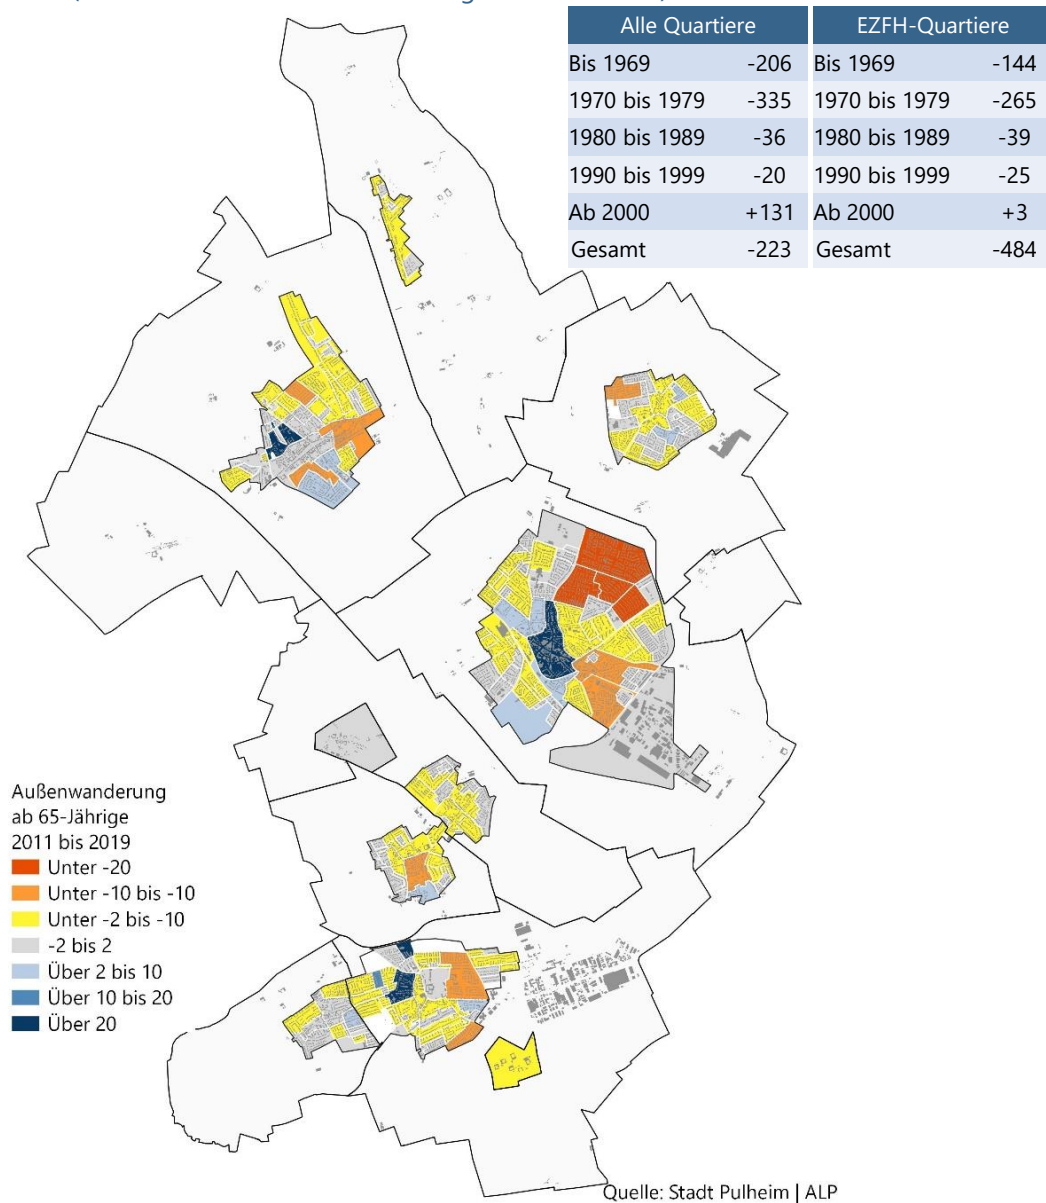 Alle Quartiere EZFH-Quartiere
Bis 1969 -206 Bis 1969 -144
1970 bis 1979 -335 1970 bis 1979 -265
1980 bis 1989 -36 1980 bis 1989 -39
1990 bis 1999 -20 1990 bis 1999 -25
Ab 2000 +131 Ab 2000 +3
Gesamt -223 Gesamt -484
Außenwanderung
ab 65-Jährige
2011 bis 2019
Unter -20
Unter -10 bis -10
Unter -2 bis -10
-2 bis 2
Über 2 bis 10
Über 10 bis 20
Über 20
Quelle: Stadt Pulheim | ALP